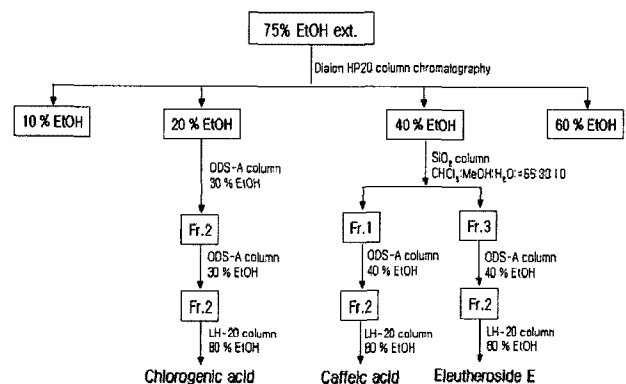 75% EtOH ext.
Diaion HP20 column chromatography
10 % EtOH
20 % EtOH
40 % EtOH
60 % EtOH
ODS-A column
30 % EtOH
SiO₂ column
CHCl₃:MeOH:H₂O:=65:30:10
Fr.2
Fr.1
Fr.3
ODS-A column
30 % EtOH
ODS-A column
40 % EtOH
ODS-A column
40 % EtOH
Fr.2
Fr.2
Fr.2
LH-20 column
80 % EtOH
LH-20 column
80 % EtOH
LH-20 column
80 % EtOH
Chlorogenic acid
Caffeic acid
Eleutheroside E